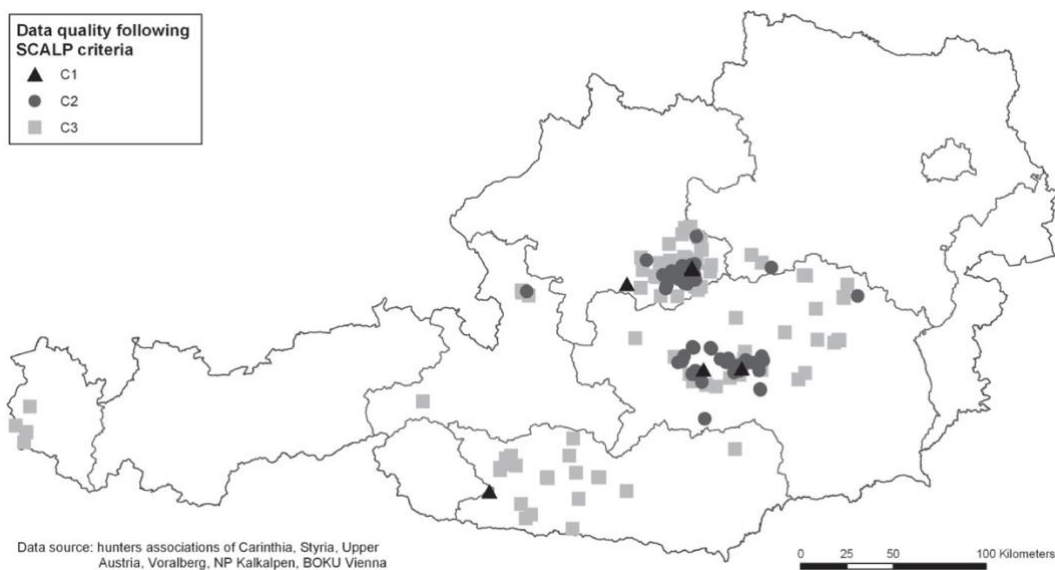 Data quality following
SCALP criteria
C1
C2
C3
Data source: hunters associations of Carinthia, Styria, Upper
Austria, Voralberg, NP Kalkalpen, BOKU Vienna
0 25 50 100 Kilometers